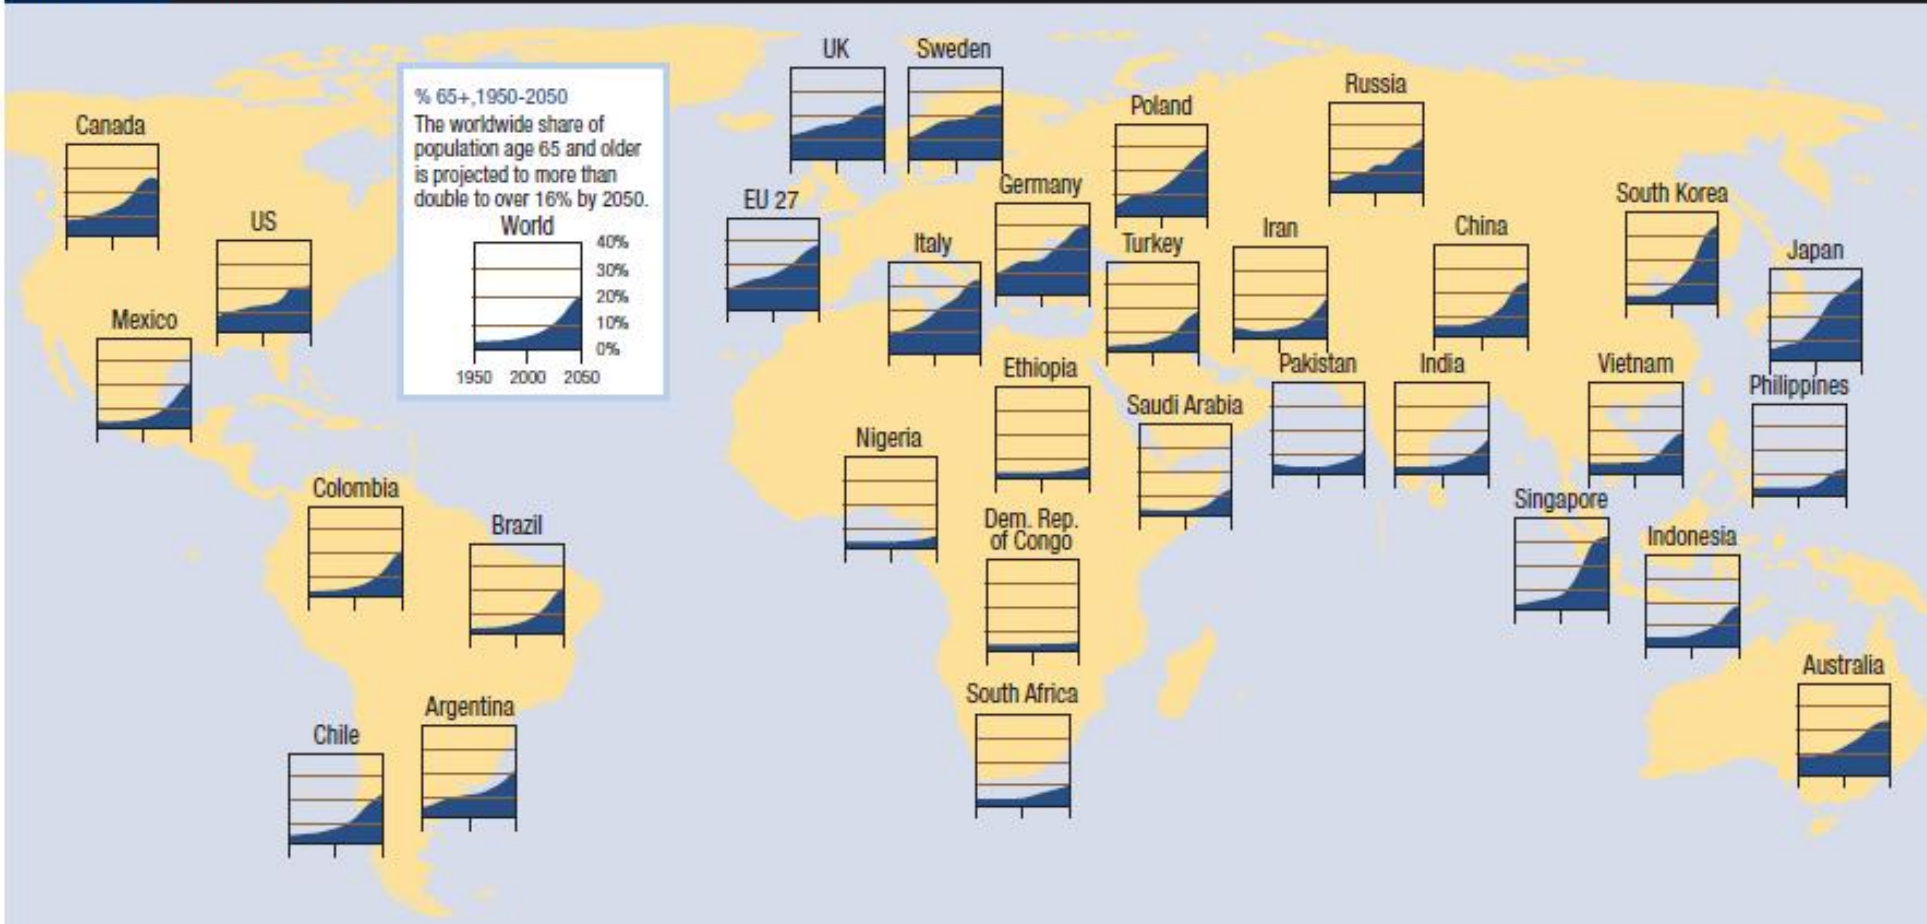 UK
Sweden
Russia
% 65+,1950-2050
The worldwide share of
population age 65 and older
is projected to more than
double to over 16% by 2050.
World
40%
30%
20%
10%
0%
1950 2000 2050
Canada
Poland
Germany
South Korea
EU 27
US
Italy
Turkey
Iran
China
Japan
Mexico
Ethiopia
Pakistan
India
Vietnam
Philippines
Saudi Arabia
Nigeria
Colombia
Brazil
Dem. Rep.
of Congo
Singapore
Indonesia
South Africa
Australia
Argentina
Chile